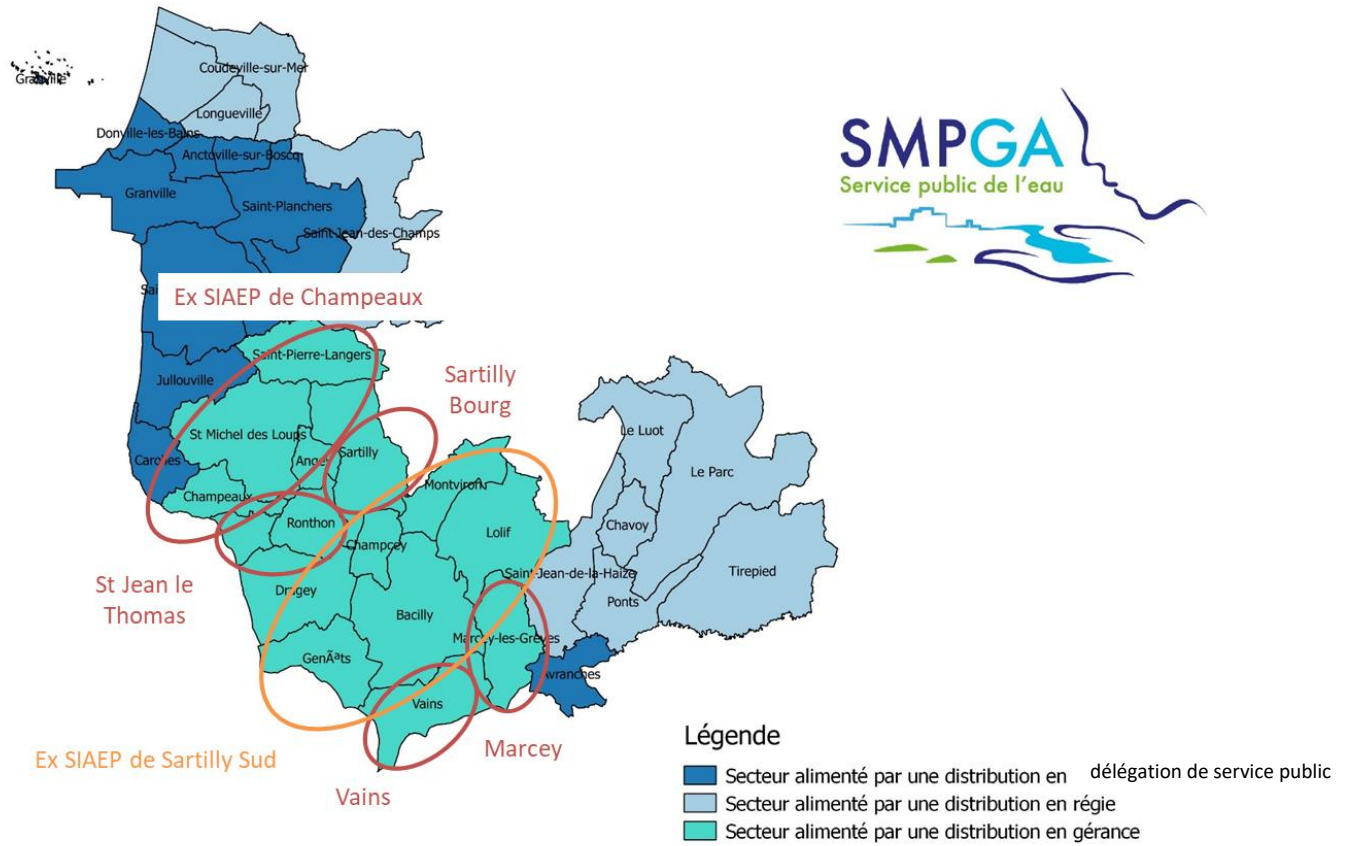 Coudeville-sur-Mer
Granville
Longueville
Donville-les-Bains
Anctoville-sur-Boscq
Granville
Saint-Planchers
Saint Jean-des-Champs
Ex SIAEP de Champeaux
Saint-Pierre-Langers
Jullouville
Sartilly
Bourg
St Michel des Loups
Angey
Sartilly
Carolles
Champeaux
Ronthon
Montviron
Lolif
Champcey
Le Luot
Le Parc
Chavoy
Saint-Jean-de-la-Haize
Tirepied
Ponts
St Jean le
Thomas
Dragey
Bacilly
Marcey-les-Grèves
GenÃªts
Avranches
Vains
Marcey
Ex SIAEP de Sartilly Sud
Vains
SMPGA
Service public de l'eau
Légende
Secteur alimenté par une distribution en délégation de service public
Secteur alimenté par une distribution en régie
Secteur alimenté par une distribution en gérance